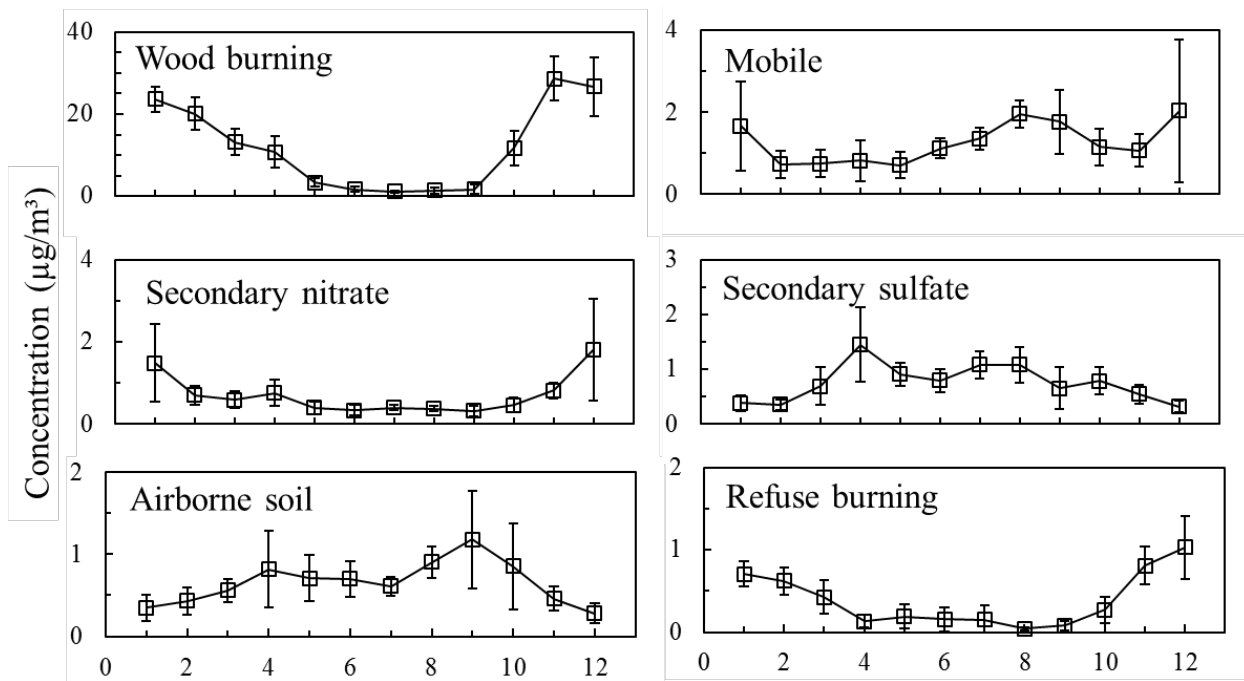 Concentration (µg/m³)
40
20
0
Wood burning
4
2
0
Mobile
4
2
0
Secondary nitrate
3
2
1
0
Secondary sulfate
2
1
0
Airborne soil
0 2 4 6 8 10 12
2
1
0
Refuse burning
0 2 4 6 8 10 12